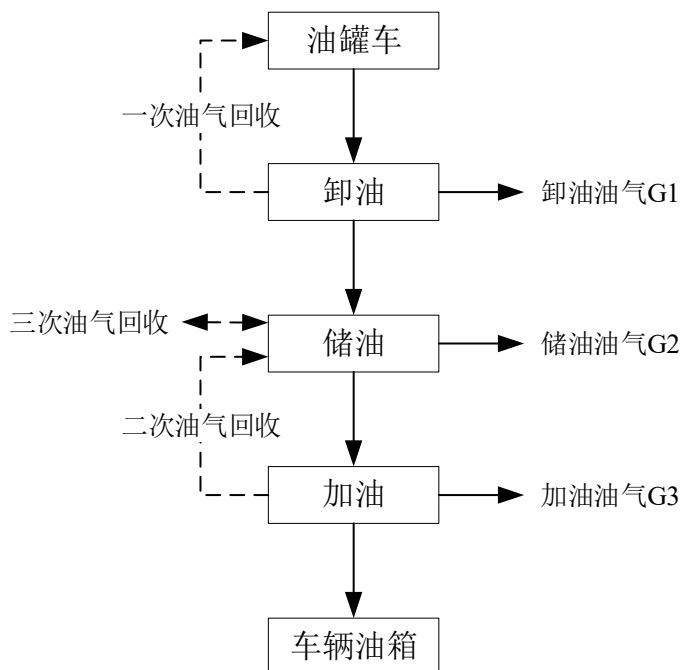 油罐车
一次油气回收
卸油
卸油油气G1
三次油气回收
储油
储油油气G2
二次油气回收
加油
加油油气G3
车辆油箱